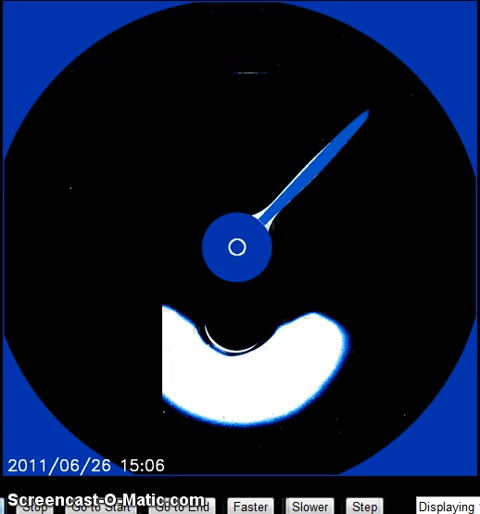 2011/06/26 15:06
Stop Go to Start Go to End Faster Slower Step Displaying
Screencast-O-Matic.com